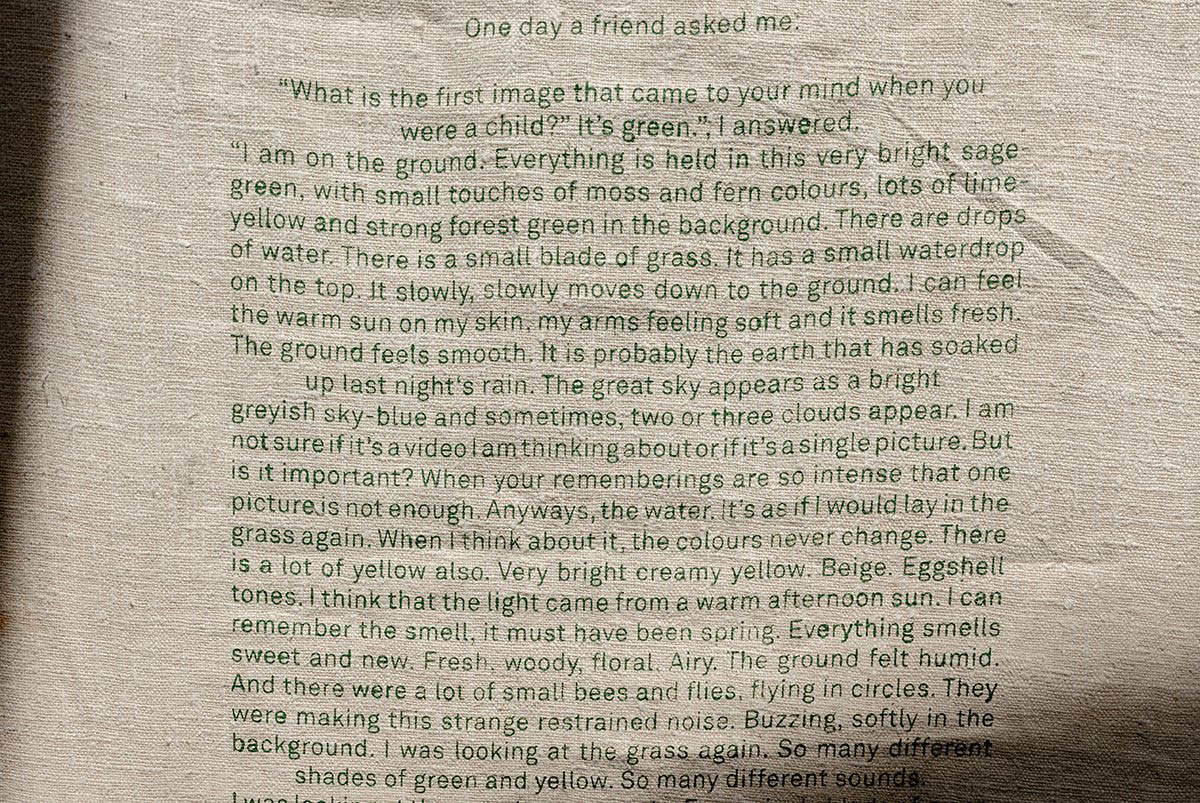 One day a friend asked me:
“What is the first image that came to your mind when you
were a child?” It's green.”, I answered.
“I am on the ground. Everything is held in this very bright sage-
green, with small touches of moss and fern colours, lots of lime-
yellow and strong forest green in the background. There are drops
of water. There is a small blade of grass. It has a small waterdrop
on the top. It slowly, slowly moves down to the ground. I can feel
the warm sun on my skin, my arms feeling soft and it smells fresh.
The ground feels smooth. It is probably the earth that has soaked
up last night's rain. The great sky appears as a bright
greyish sky-blue and sometimes, two or three clouds appear. I am
not sure if it's a video I am thinking about or if it's a single picture. But
is it important? When your rememberings are so intense that one
picture is not enough. Anyways, the water. It's as if I would lay in the
grass again. When I think about it, the colours never change. There
is a lot of yellow also. Very bright creamy yellow. Beige. Eggshell
tones. I think that the light came from a warm afternoon sun. I can
remember the smell, it must have been spring. Everything smells
sweet and new. Fresh, woody, floral. Airy. The ground felt humid.
And there were a lot of small bees and flies, flying in circles. They
were making this strange restrained noise. Buzzing, softly in the
background. I was looking at the grass again. So many different
shades of green and yellow. So many different sounds.